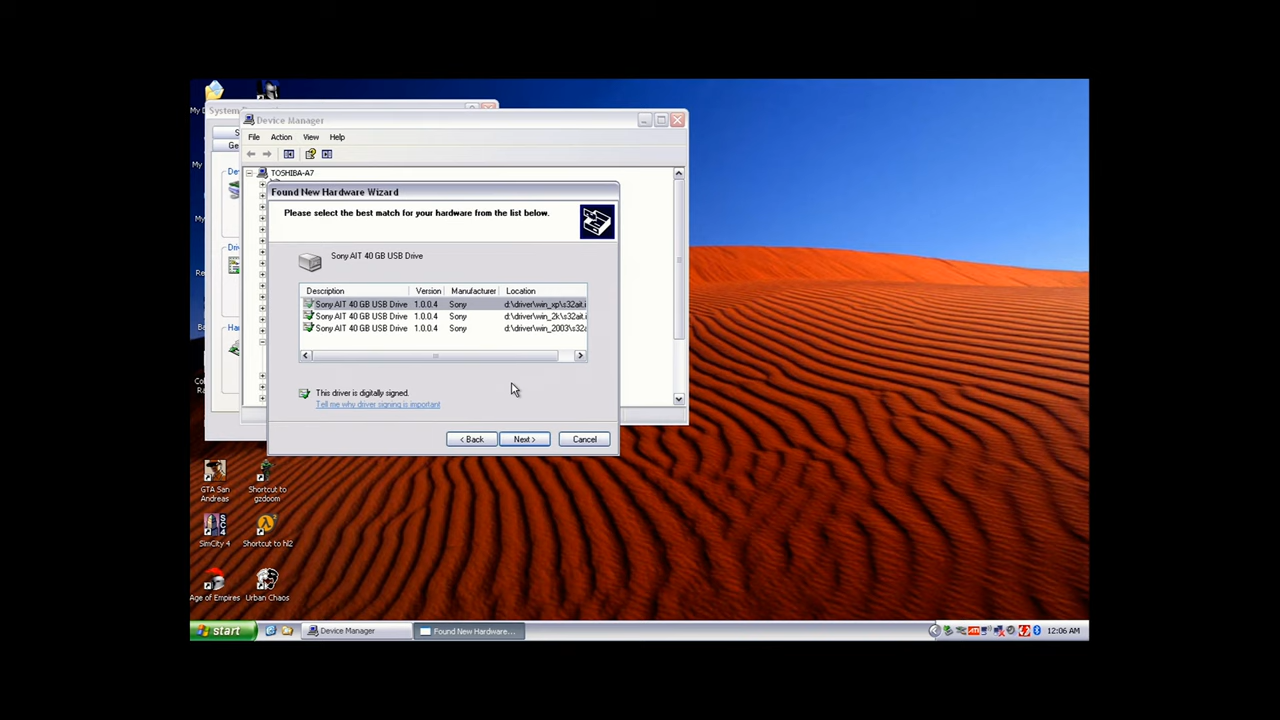 My
System
Device Manager
File Action View Help
TOSHIBA-A7
Found New Hardware Wizard
Please select the best match for your hardware from the list below.
Sony AIT 40 GB USB Drive
Description Version Manufacturer Location
Sony AIT 40 GB USB Drive 1.0.0.4 Sony d:\driver\win_xp\s32ait.i
Sony AIT 40 GB USB Drive 1.0.0.4 Sony d:\driver\win_2k\s32ait.i
Sony AIT 40 GB USB Drive 1.0.0.4 Sony d:\driver\win_2003\s32a
This driver is digitally signed.
Tell me why driver signing is important
< Back Next > Cancel
GTA San
Andreas
Shortcut to
gzdoom
SimCity 4
Shortcut to hl2
Age of Empires
Urban Chaos
start
Device Manager
Found New Hardware...
12:06 AM